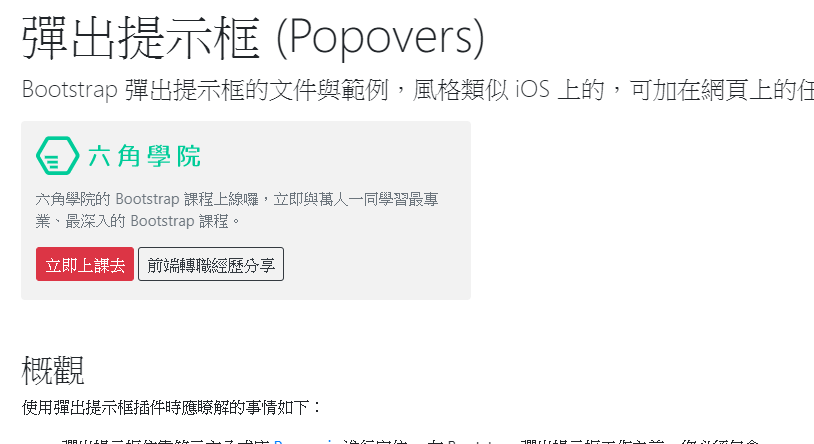 彈出提示框 (Popovers)
Bootstrap 彈出提示框的文件與範例，風格類似 iOS 上的，可加在網頁上的任
六角學院
六角學院的 Bootstrap 課程上線囉，立即與萬人一同學習最專
業、最深入的 Bootstrap 課程。
立即上課去
前端轉職經歷分享
概觀
使用彈出提示框插件時應瞭解的事情如下：